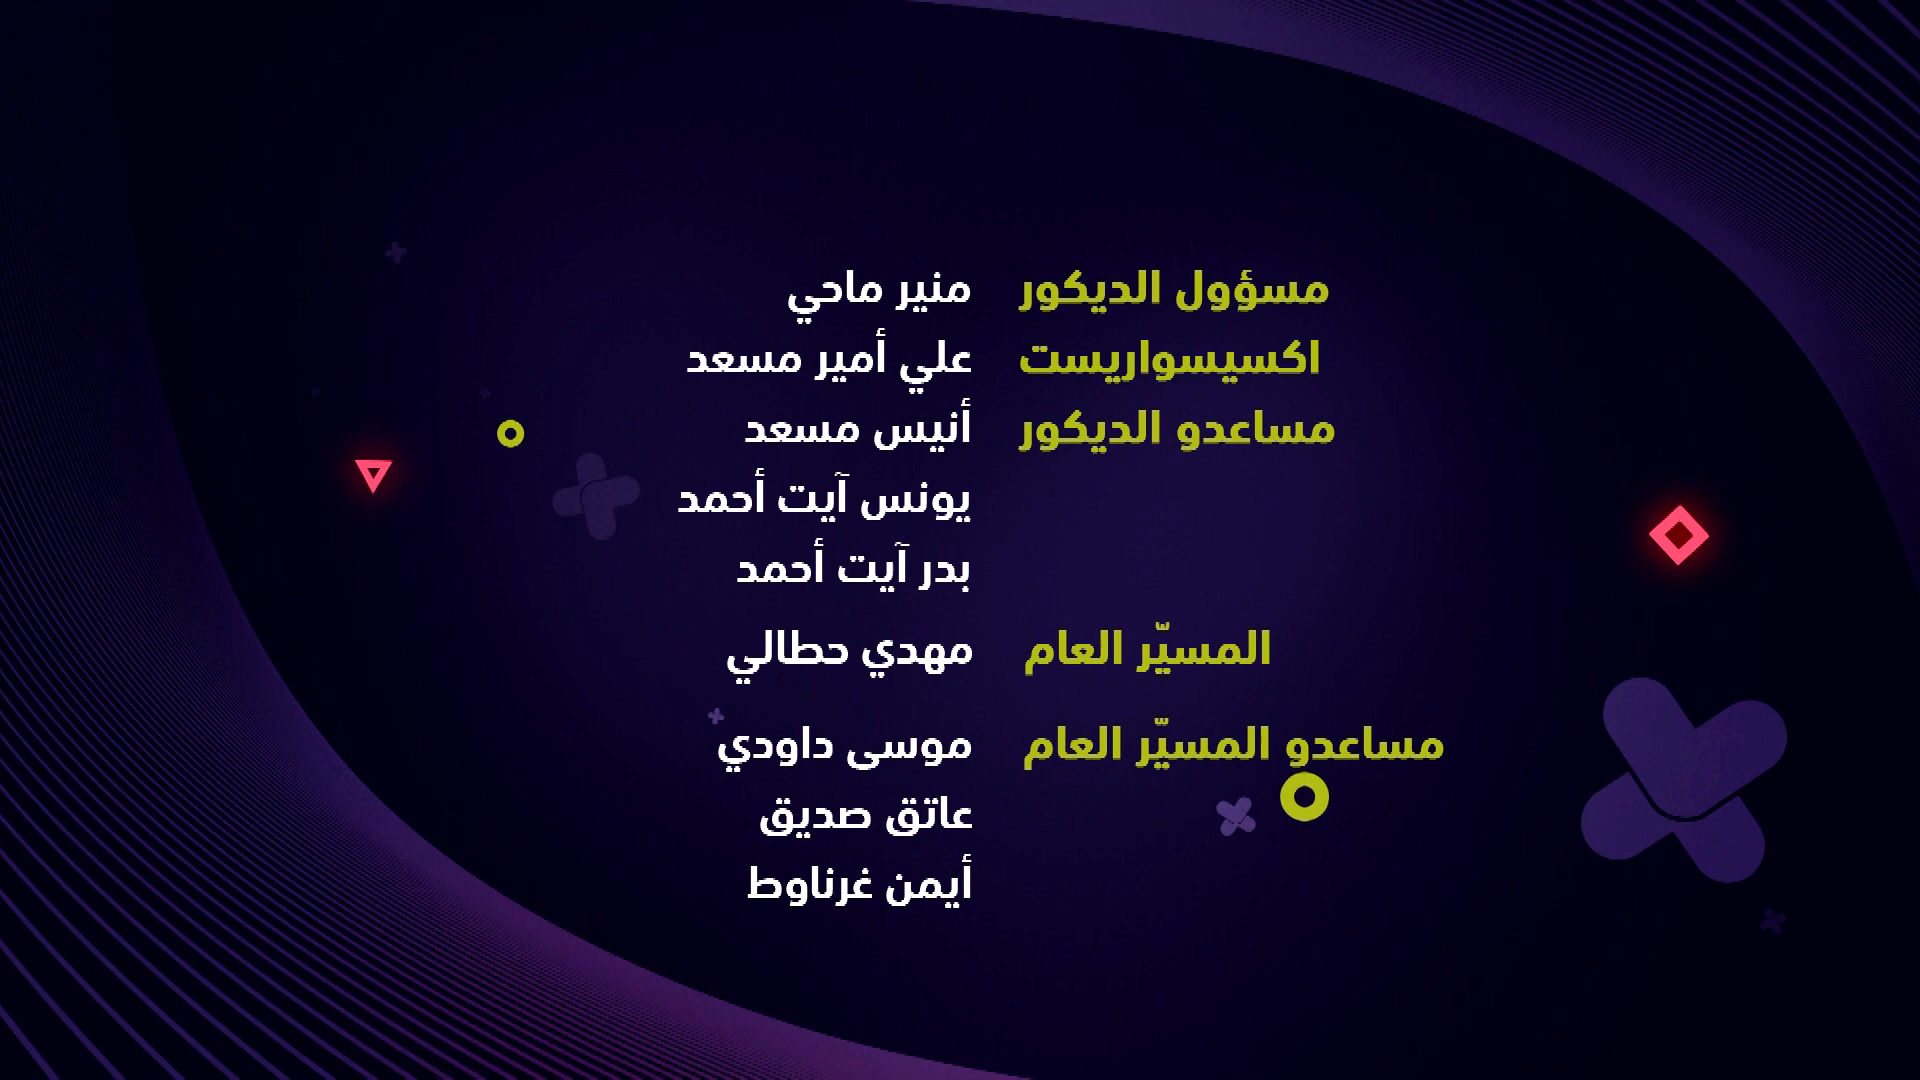 مسؤول الديكور منير ماحي
اكسيسواريست علي أمير مسعد
مساعدو الديكور أنيس مسعد
يونس آيت أحمد
بدر آيت أحمد
المسيّر العام مهدي حطالي
مساعدو المسيّر العام موسى داودي
عاتق صديق
أيمن غرناوط